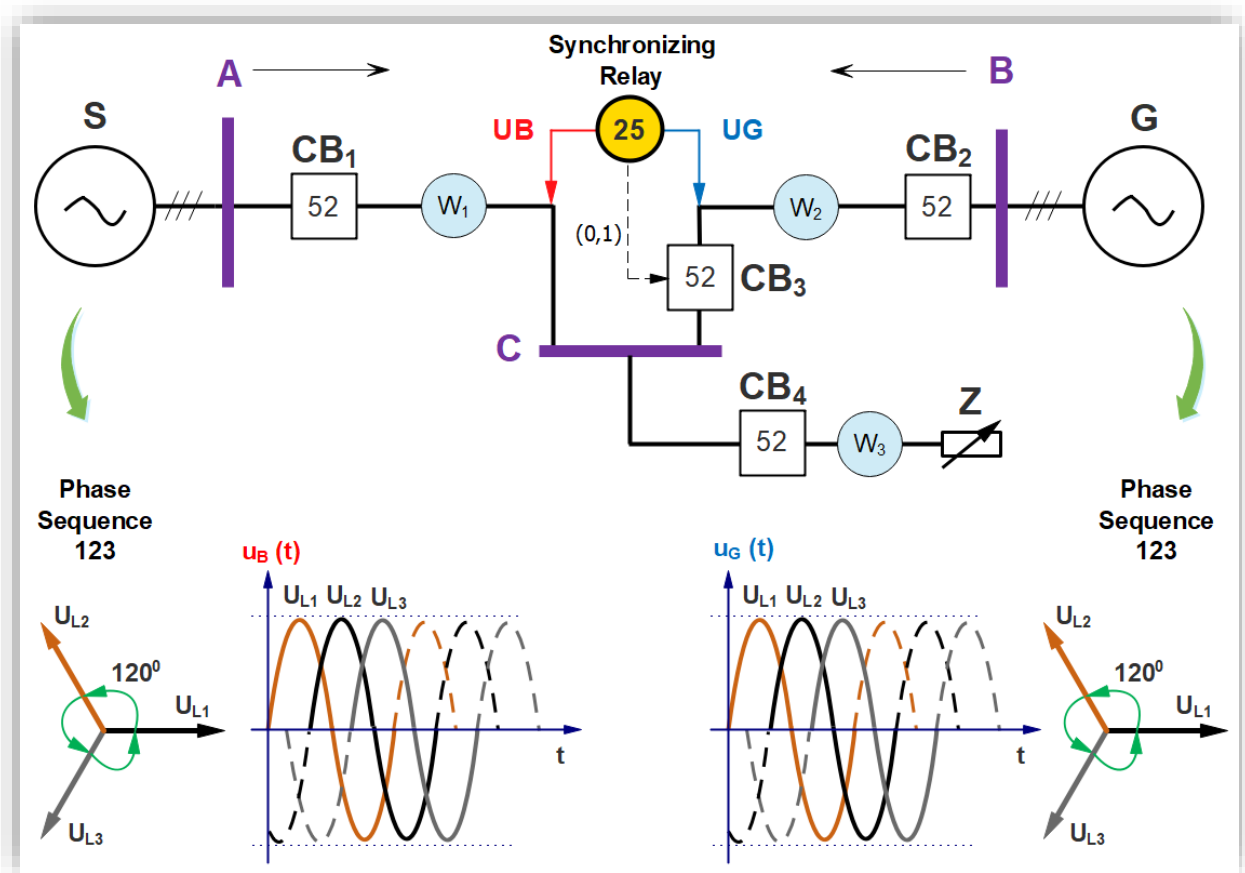 Synchronizing
Relay
A
B
S
G
UB
25
UG
CB1
CB2
52
W1
W2
52
(0,1)
52
CB3
C
CB4
Z
52
W3
Phase
Sequence
123
Phase
Sequence
123
uB (t)
uG (t)
UL1 UL2 UL3
UL1 UL2 UL3
UL2
120⁰
UL1
UL3
t
t
UL2
120⁰
UL1
UL3